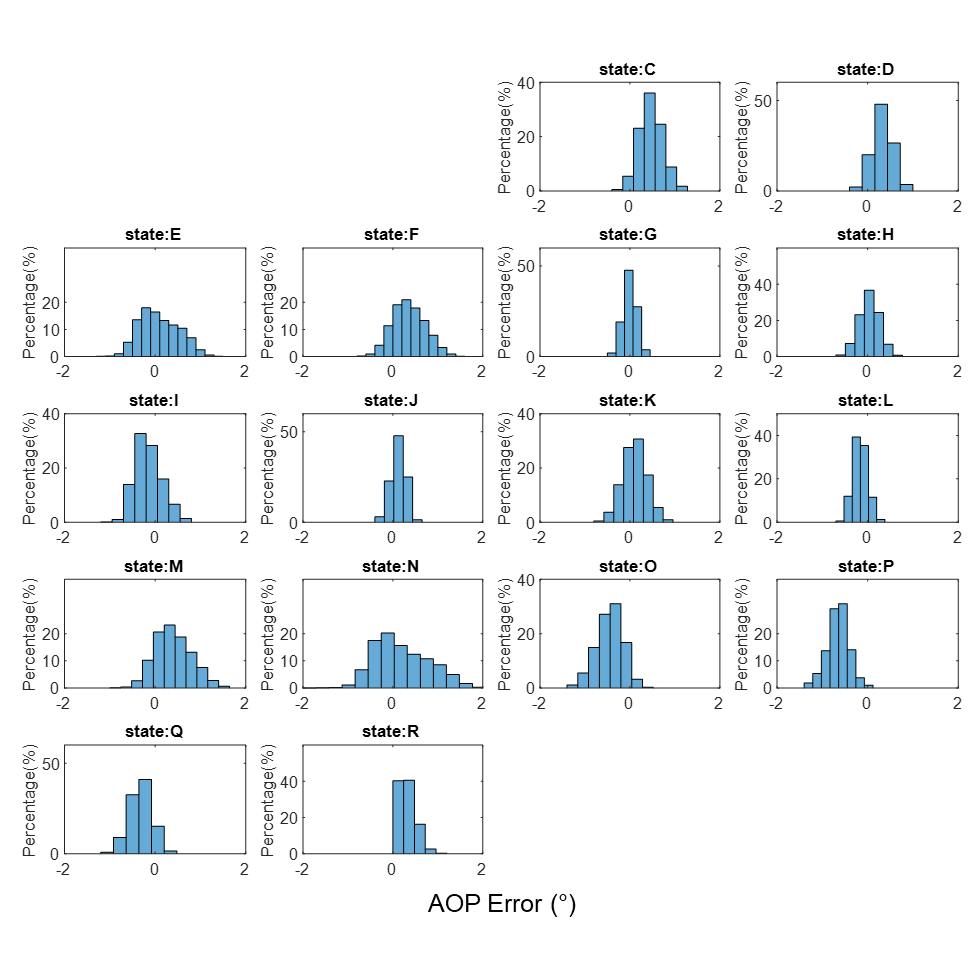 state:C
Percentage(%)
40
20
0
-2 0 2
state:D
Percentage(%)
50
0
-2 0 2
state:E
Percentage(%)
20
10
0
-2 0 2
state:F
Percentage(%)
20
10
0
-2 0 2
state:G
Percentage(%)
50
0
-2 0 2
state:H
Percentage(%)
40
20
0
-2 0 2
state:I
Percentage(%)
40
20
0
-2 0 2
state:J
Percentage(%)
50
0
-2 0 2
state:K
Percentage(%)
40
20
0
-2 0 2
state:L
Percentage(%)
40
20
0
-2 0 2
state:M
Percentage(%)
20
10
0
-2 0 2
state:N
Percentage(%)
20
10
0
-2 0 2
state:O
Percentage(%)
40
20
0
-2 0 2
state:P
Percentage(%)
20
10
0
-2 0 2
state:Q
Percentage(%)
50
0
-2 0 2
state:R
Percentage(%)
40
20
0
-2 0 2
AOP Error (°)